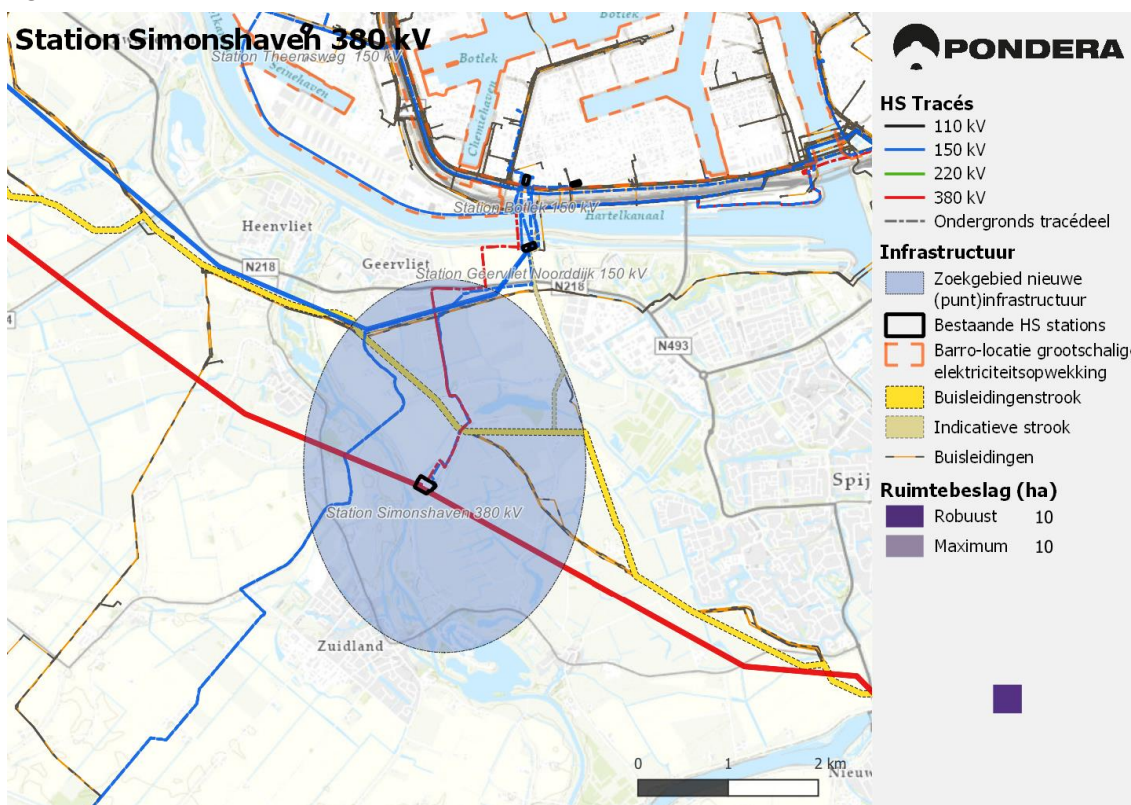 Station Simonshaven 380 kV
Station Theemsweg 150 kV
Seinehaven
Botlek
Botlek
Chemiehaven
Station Botlek 150 kV
Hartelkanaal
Heenvliet
Geervliet
N218
Station Geervliet Noorddijk 150 kV
N218
N493
Spij
Station Simonshaven 380 kV
Zuidland
0 1 2 km
Nieuw
PONDERA
HS Tracés
110 kV
150 kV
220 kV
380 kV
Ondergronds tracédeel
Infrastructuur
Zoekgebied nieuwe
(punt)infrastructuur
Bestaande HS stations
Barro-locatie grootschalig
elektriciteitsopwekking
Buisleidingenstrook
Indicatieve strook
Buisleidingen
Ruimtebeslag (ha)
Robuust 10
Maximum 10